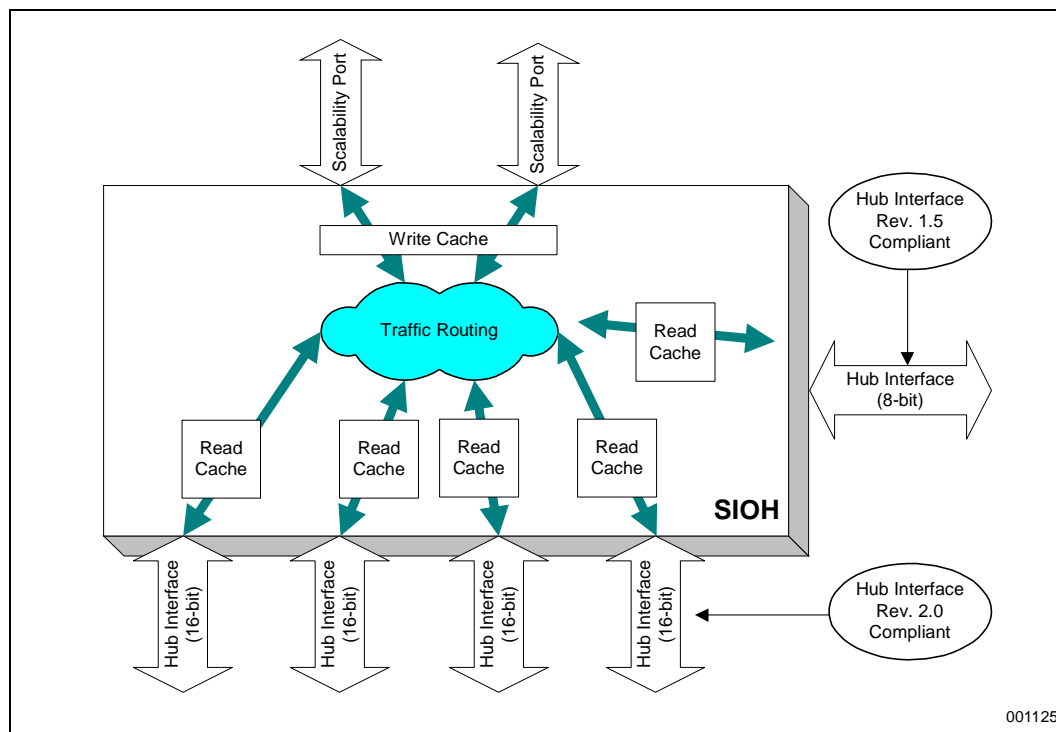 Scalability Port
Scalability Port
Hub Interface
Rev. 1.5
Compliant
Write Cache
Traffic Routing
Read
Cache
Hub Interface
(8-bit)
Read
Cache
Read
Cache
Read
Cache
Read
Cache
SIOH
Hub Interface
(16-bit)
Hub Interface
(16-bit)
Hub Interface
(16-bit)
Hub Interface
(16-bit)
Hub Interface
Rev. 2.0
Compliant
001125